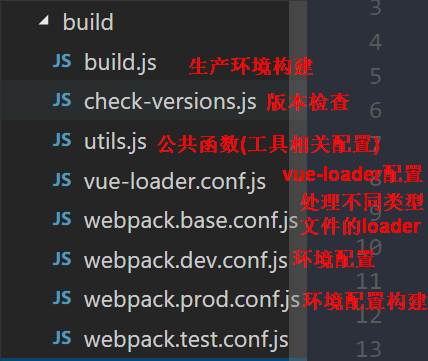 build
3
4
JS build.js 生产环境构建
5
JS check-versions.js 版本检查
6
JS utils.js 公共函数(工具相关配置)
7
JS vue-loader.conf.js vue-loader配置
8
处理不同类型
JS webpack.base.conf.js 文件的loader
10
JS webpack.dev.conf.js 环境配置
11
JS webpack.prod.conf.js 环境配置构建
12
JS webpack.test.conf.js
13